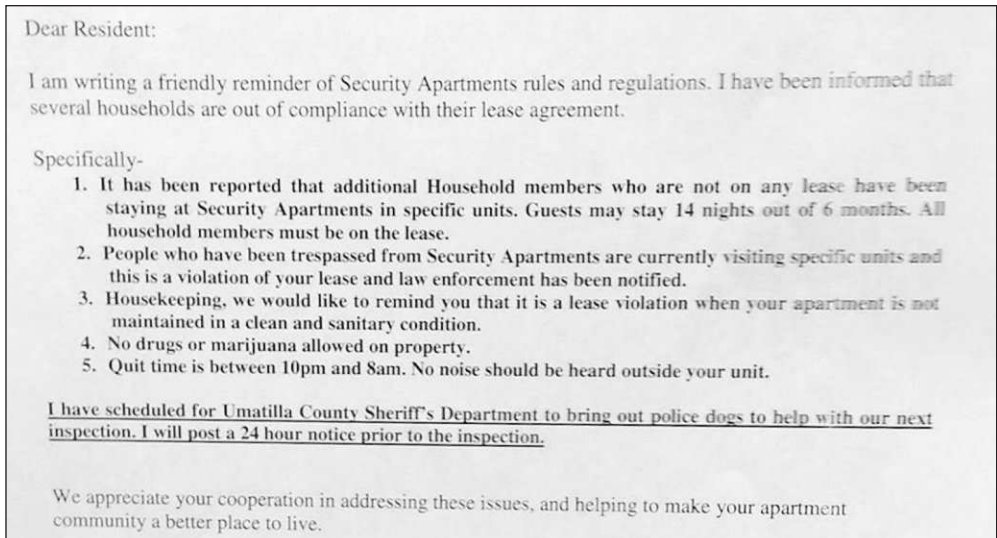 Dear Resident:
I am writing a friendly reminder of Security Apartments rules and regulations. I have been informed that
several households are out of compliance with their lease agreement.
Specifically-
1. It has been reported that additional Household members who are not on any lease have been
staying at Security Apartments in specific units. Guests may stay 14 nights out of 6 months. All
household members must be on the lease.
2. People who have been trespassed from Security Apartments are currently visiting specific units and
this is a violation of your lease and law enforcement has been notified.
3. Housekeeping, we would like to remind you that it is a lease violation when your apartment is not
maintained in a clean and sanitary condition.
4. No drugs or marijuana allowed on property.
5. Quit time is between 10pm and 8am. No noise should be heard outside your unit.
I have scheduled for Umatilla County Sheriff's Department to bring out police dogs to help with our next
inspection. I will post a 24 hour notice prior to the inspection.
We appreciate your cooperation in addressing these issues, and helping to make your apartment
community a better place to live.